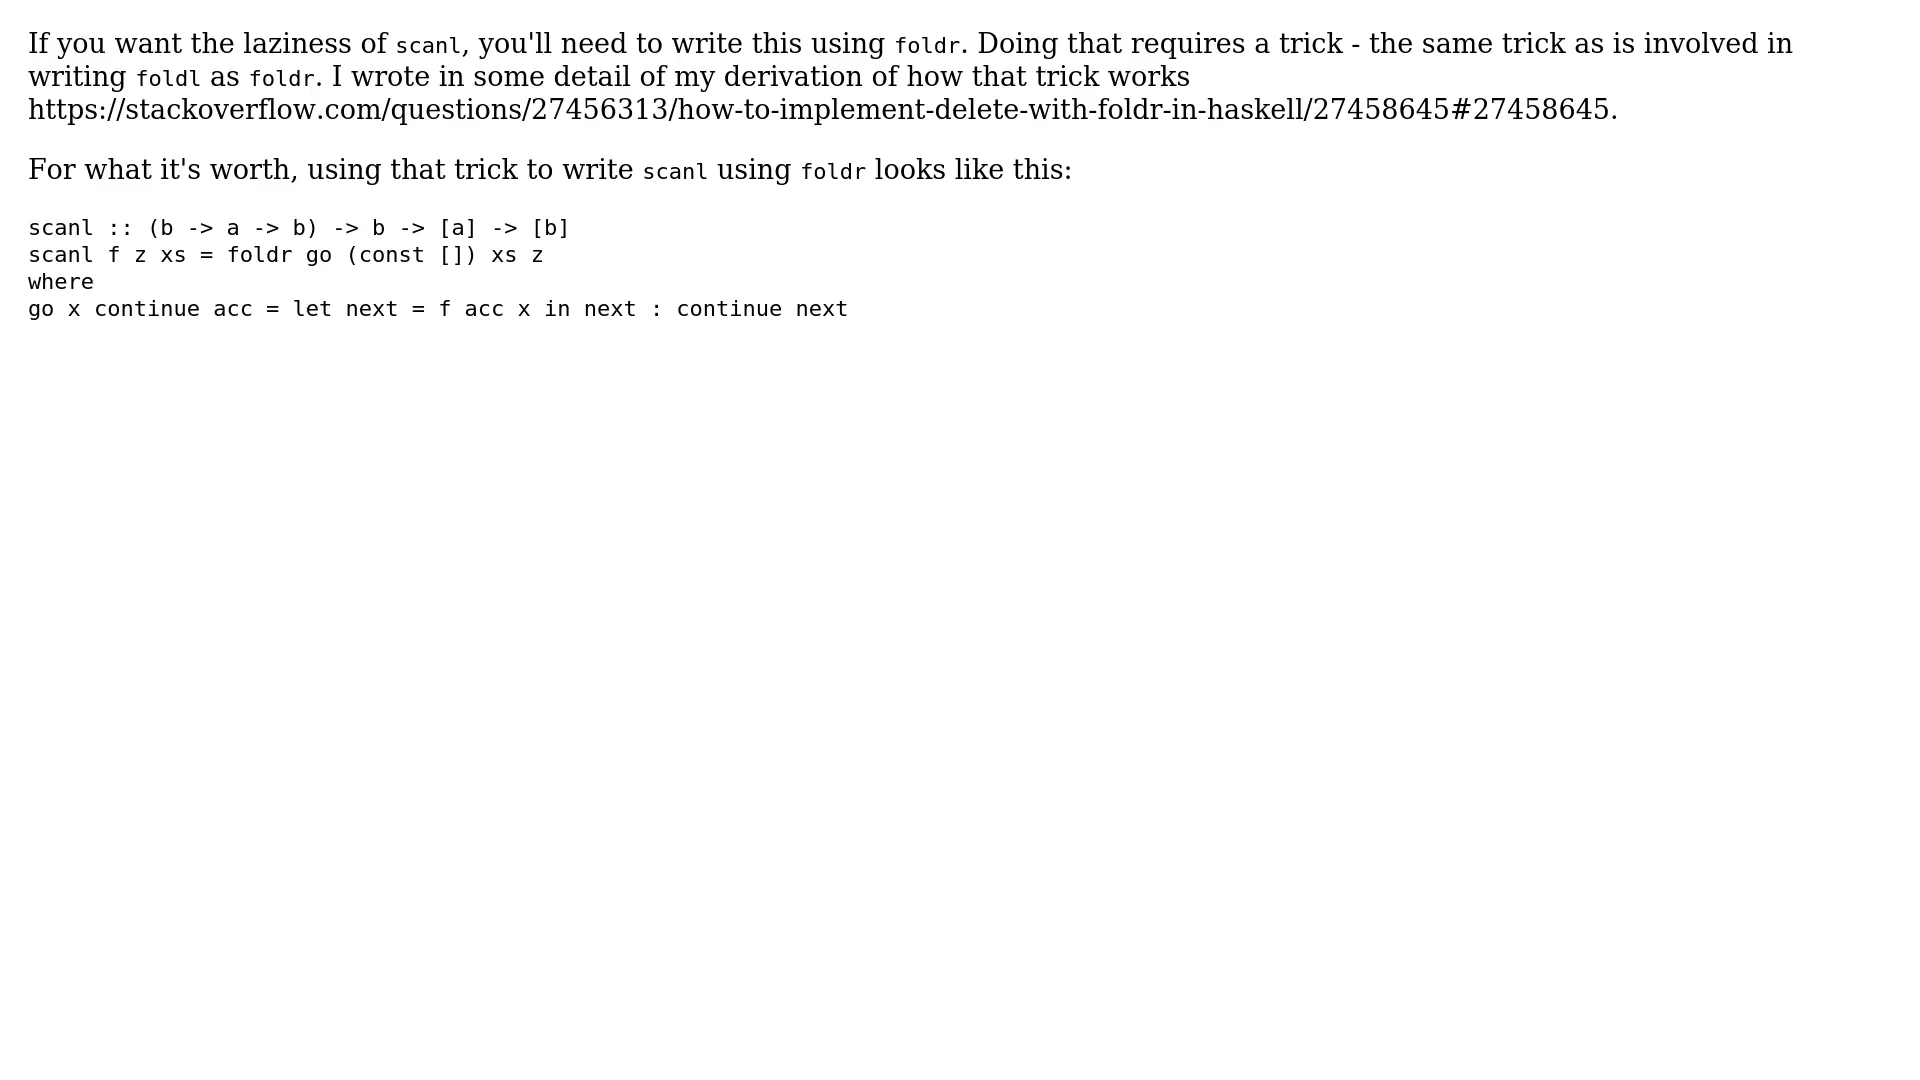 If you want the laziness of scanl, you'll need to write this using foldr. Doing that requires a trick - the same trick as is involved in
writing foldl as foldr. I wrote in some detail of my derivation of how that trick works
https://stackoverflow.com/questions/27456313/how-to-implement-delete-with-foldr-in-haskell/27458645#27458645.
For what it's worth, using that trick to write scanl using foldr looks like this:
scanl :: (b -> a -> b) -> b -> [a] -> [b]
scanl f z xs = foldr go (const []) xs z
where
go x continue acc = let next = f acc x in next : continue next